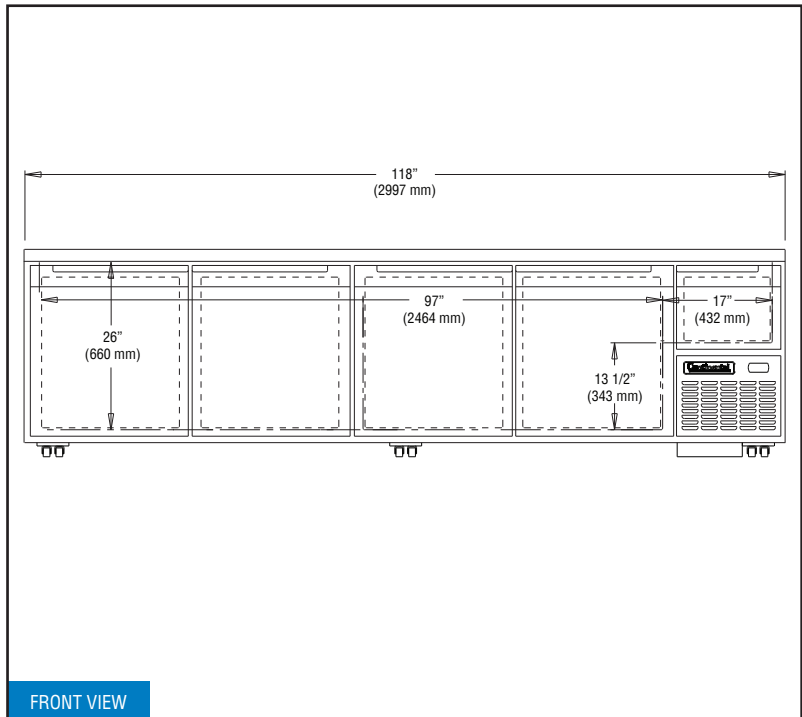 118”
(2997 mm)
97”
(2464 mm)
17”
(432 mm)
26”
(660 mm)
13 1/2”
(343 mm)
FRONT VIEW